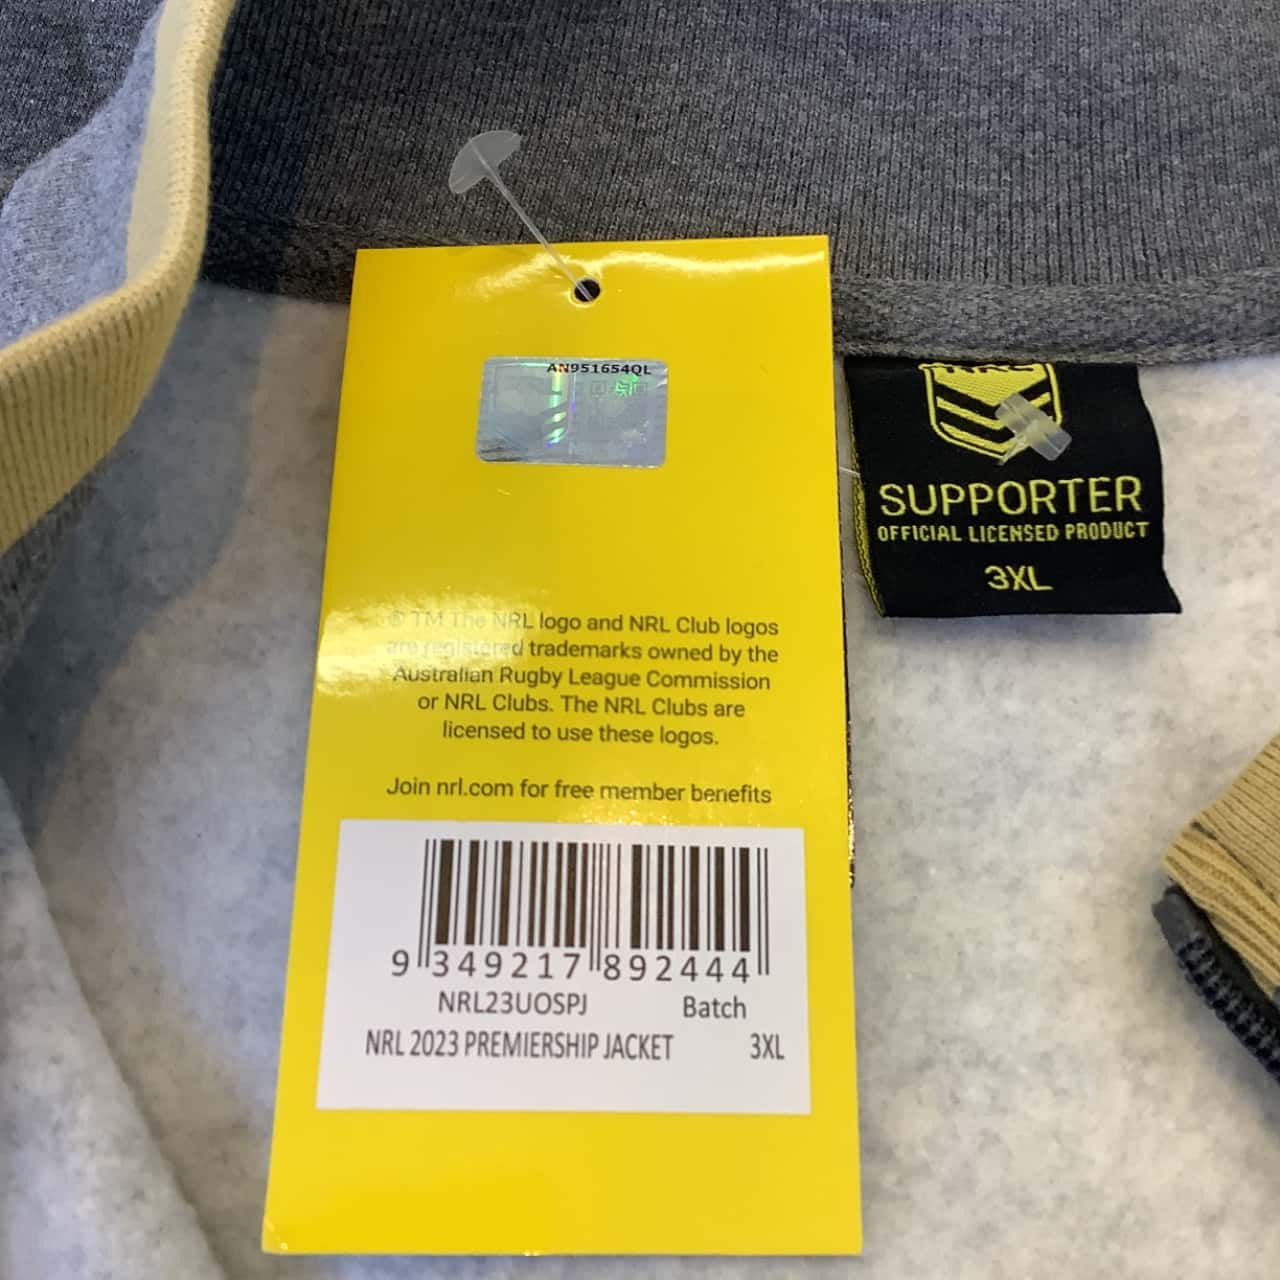 AN951654QL
© TM The NRL logo and NRL Club logos
are registered trademarks owned by the
Australian Rugby League Commission
or NRL Clubs. The NRL Clubs are
licensed to use these logos.
Join nrl.com for free member benefits
9 349217 892444
NRL23UOSPJ Batch
NRL 2023 PREMIERSHIP JACKET 3XL
NRL
SUPPORTER
OFFICIAL LICENSED PRODUCT
3XL